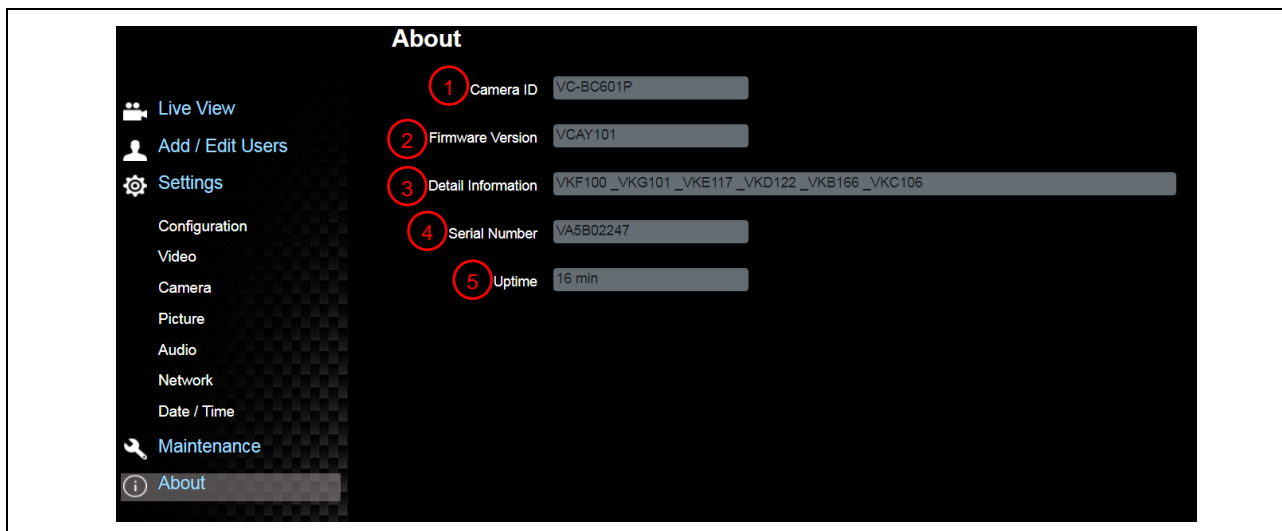 About
1 Camera ID VC-BC601P
Live View
2 Firmware Version VCAY101
Add / Edit Users
3 Detail Information VKF100 _VKG101 _VKE117 _VKD122 _VKB166 _VKC106
Settings
4 Serial Number VA5B02247
Configuration
Video
5 Uptime 16 min
Camera
Picture
Audio
Network
Date / Time
Maintenance
About